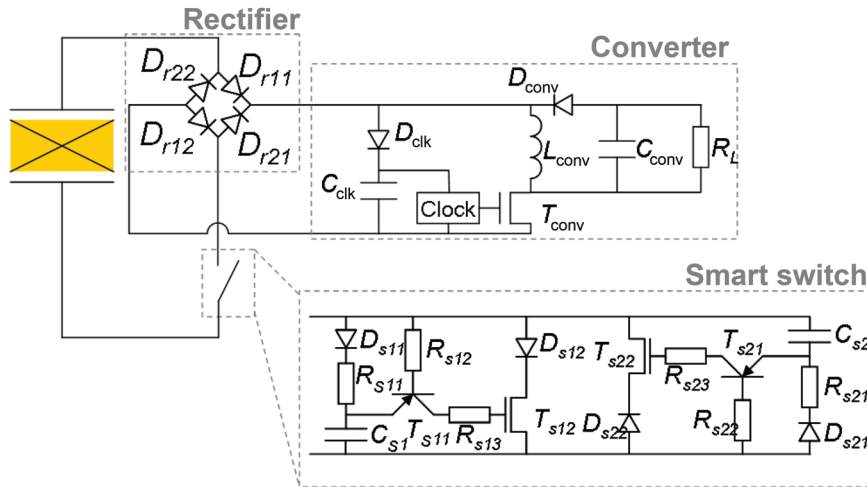 Rectifier
Converter
D_r22
D_r11
D_r12
D_r21
D_conv
D_clk
L_conv
C_conv
R_L
C_clk
Clock
T_conv
Smart switch
D_s11
R_s12
D_s12
T_s22
T_s21
C_s2
R_s11
R_s23
R_s21
C_S1
T_S11
R_s13
T_s12
D_s22
R_s22
D_s21